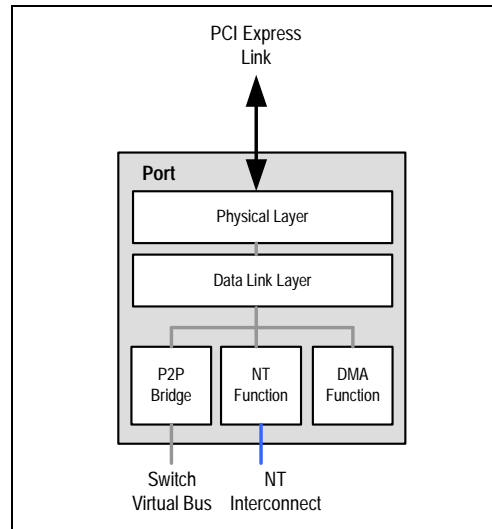 PCI Express
Link
Port
Physical Layer
Data Link Layer
P2P
Bridge
NT
Function
DMA
Function
Switch
Virtual Bus
NT
Interconnect